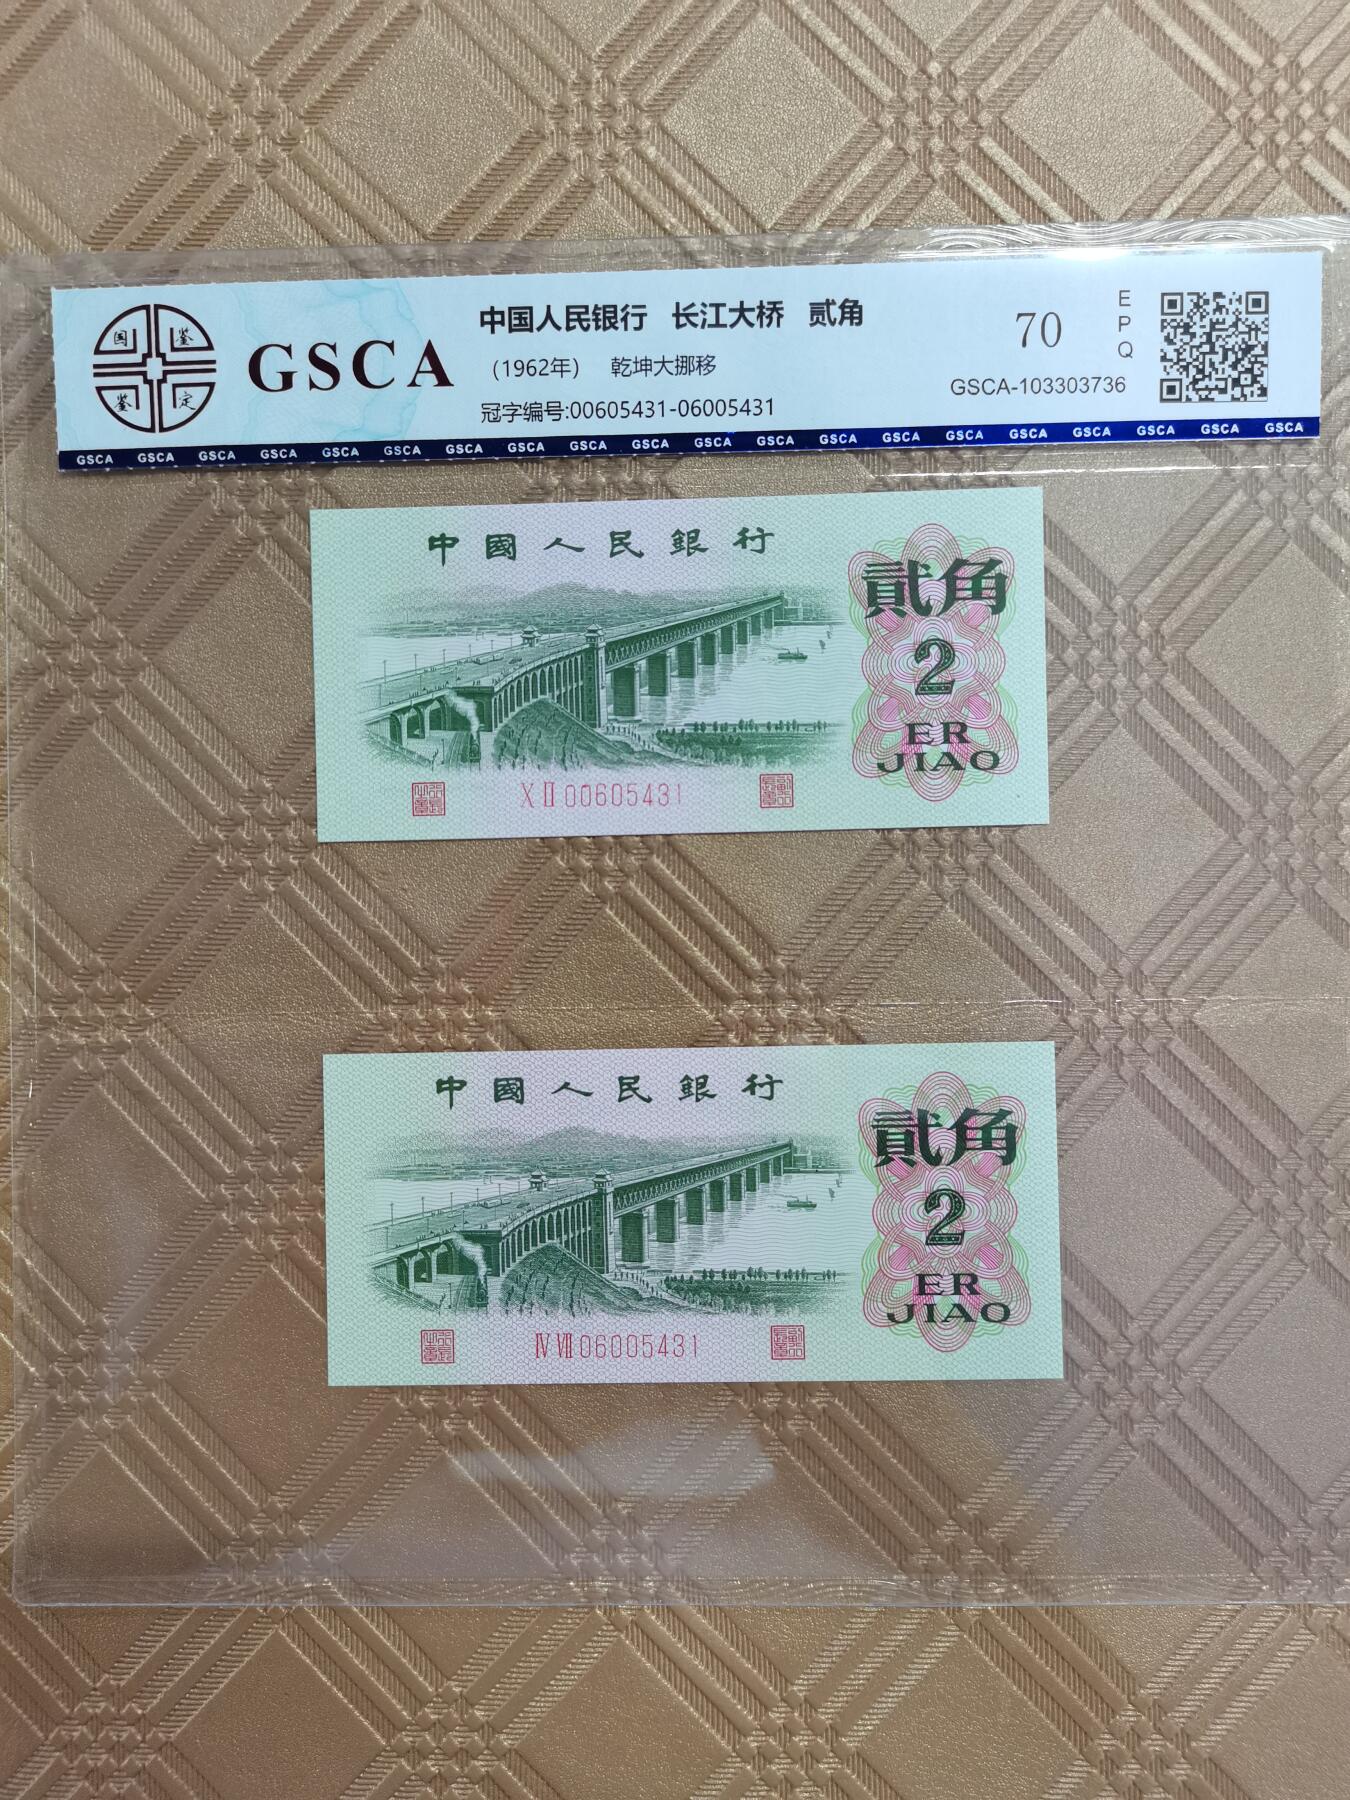 国 鉴
鉴 定
GSCA
中国人民银行 长江大桥 贰角
（1962年） 乾坤大挪移
冠字编号:00605431-06005431
70
E
P
Q
GSCA-103303736
GSCA GSCA GSCA GSCA GSCA GSCA GSCA GSCA GSCA GSCA GSCA GSCA GSCA GSCA GSCA GSCA GSCA GSCA GSCA GSCA
中國人民銀行
貳角
2
ER
JIAO
X II 00605431
中國人民銀行
貳角
2
ER
JIAO
IV VII 06005431